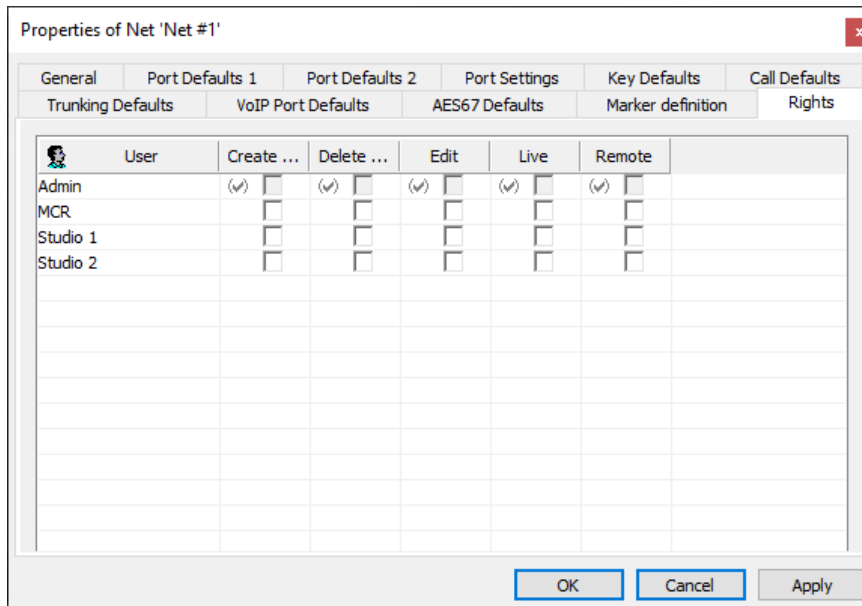 Properties of Net 'Net #1'
x
General Port Defaults 1 Port Defaults 2 Port Settings Key Defaults Call Defaults
Trunking Defaults VoIP Port Defaults AES67 Defaults Marker definition Rights
User Create ... Delete ... Edit Live Remote
Admin (✓) (✓) (✓) (✓) (✓)
MCR
Studio 1
Studio 2
OK Cancel Apply